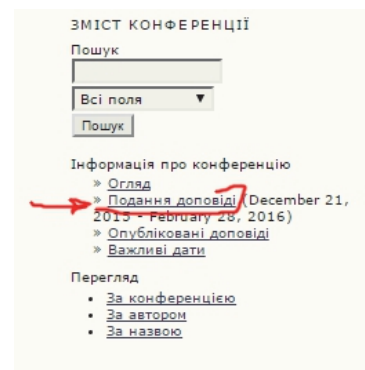 ЗМІСТ КОНФЕРЕНЦІЇ
Пошук
Всі поля
Пошук
Інформація про конференцію
» Огляд
» Подання доповіді (December 21,
2015 - February 28, 2016)
» Опубліковані доповіді
» Важливі дати
Перегляд
• За конференцією
• За автором
• За назвою